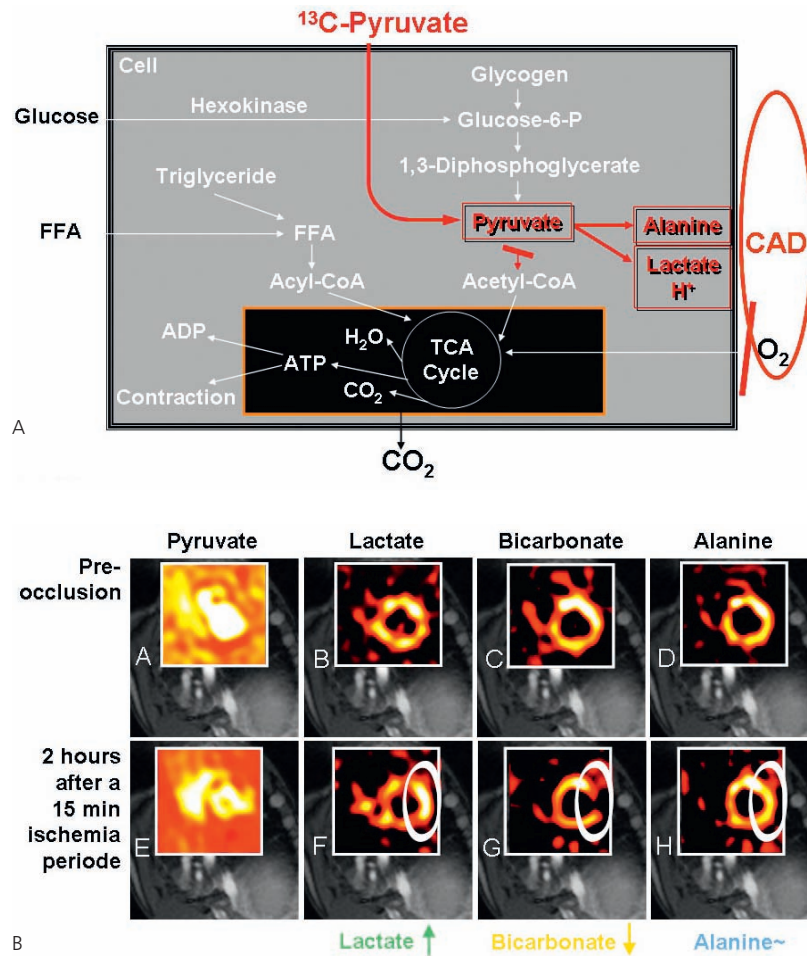 ¹³C-Pyruvate
Cell
Glycogen
Glucose
Hexokinase
Glucose-6-P
1,3-Diphosphoglycerate
Triglyceride
FFA
FFA
Pyruvate
Alanine
CAD
Lactate
H⁺
Acyl-CoA
Acetyl-CoA
ADP
H₂O
TCA
Cycle
O₂
ATP
CO₂
Contraction
A
CO₂
Pyruvate
Lactate
Bicarbonate
Alanine
Pre-
occlusion
A
B
C
D
2 hours
after a
15 min
ischemia
periode
E
F
G
H
B
Lactate ↑
Bicarbonate ↓
Alanine~